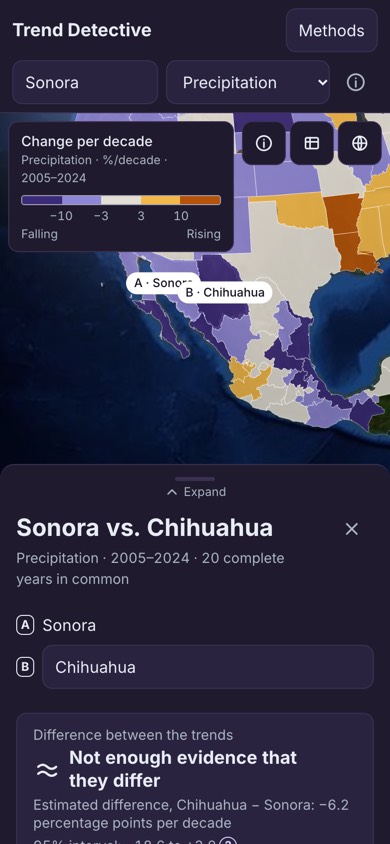 Trend Detective
Methods
Sonora
Precipitation
Change per decade
Precipitation · %/decade ·
2005–2024
−10 −3 3 10
Falling Rising
A · Sonora
B · Chihuahua
Expand
Sonora vs. Chihuahua
Precipitation · 2005–2024 · 20 complete
years in common
A Sonora
B Chihuahua
Difference between the trends
≈ Not enough evidence that
they differ
Estimated difference, Chihuahua − Sonora: −6.2
percentage points per decade
95% interval